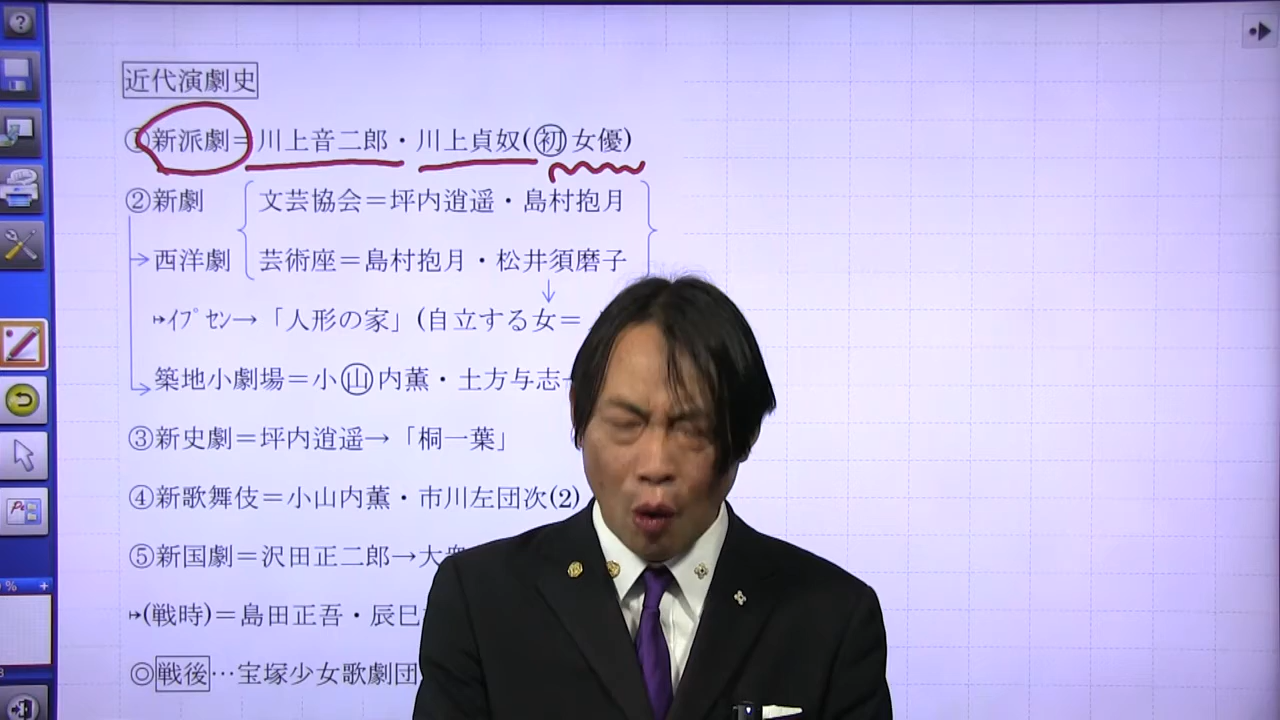 近代演劇史
①新派劇＝川上音二郎・川上貞奴(初女優)
②新劇 文芸協会＝坪内逍遥・島村抱月
→西洋劇 芸術座＝島村抱月・松井須磨子
↦ｲﾌﾟｾﾝ→「人形の家」(自立する女＝
→築地小劇場＝小山内薫・土方与志
③新史劇＝坪内逍遥→「桐一葉」
④新歌舞伎＝小山内薫・市川左団次(2)
⑤新国劇＝沢田正二郎→大衆
↦(戦時)＝島田正吾・辰巳
◎戦後…宝塚少女歌劇団